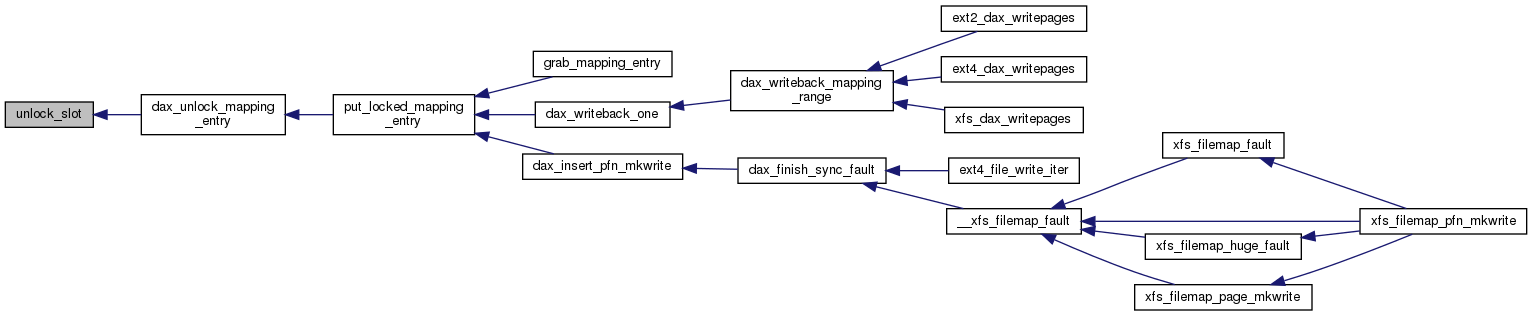 unlock_slot
dax_unlock_mapping
_entry
put_locked_mapping
_entry
grab_mapping_entry
dax_writeback_one
dax_insert_pfn_mkwrite
dax_writeback_mapping
_range
dax_finish_sync_fault
ext2_dax_writepages
ext4_dax_writepages
xfs_dax_writepages
ext4_file_write_iter
__xfs_filemap_fault
xfs_filemap_fault
xfs_filemap_huge_fault
xfs_filemap_page_mkwrite
xfs_filemap_pfn_mkwrite